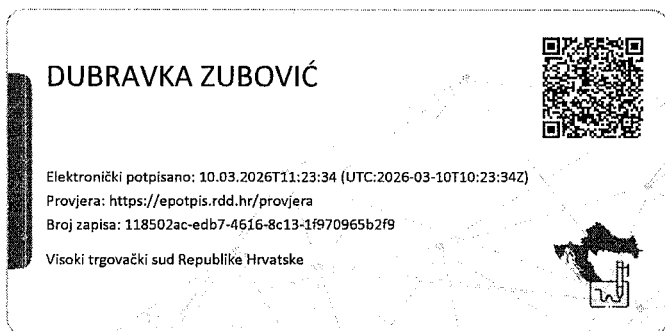 DUBRAVKA ZUBOVIĆ
Elektronički potpisano: 10.03.2026T11:23:34 (UTC:2026-03-10T10:23:34Z)
Provjera: https://epotpis.rdd.hr/provjera
Broj zapisa: 118502ac-edb7-4616-8c13-1f970965b2f9
Visoki trgovački sud Republike Hrvatske